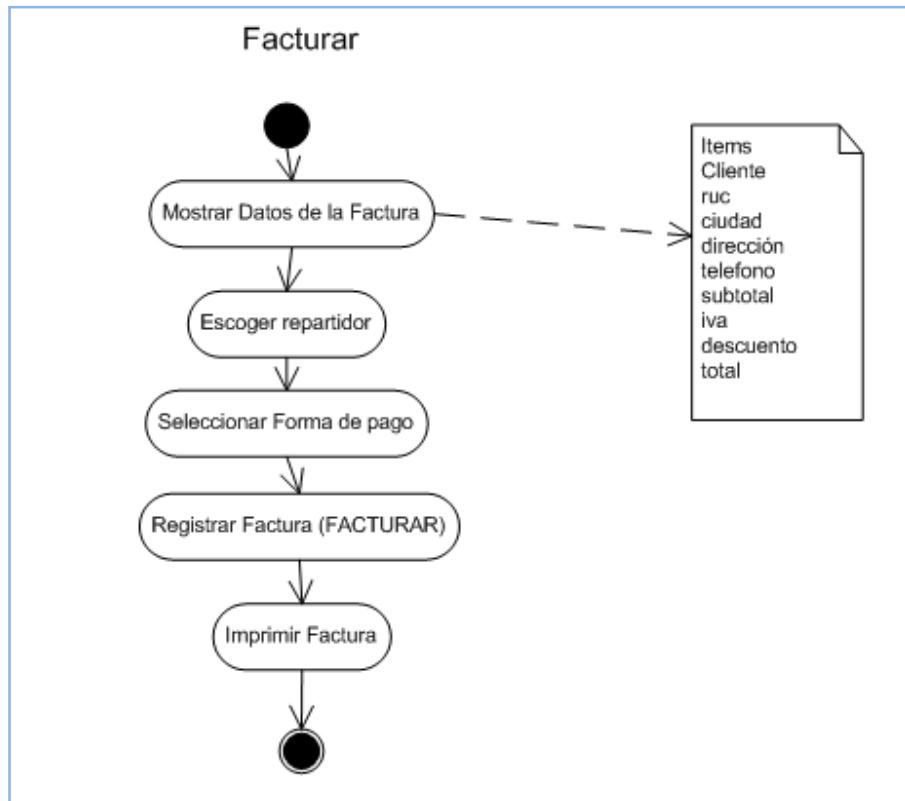 Facturar
Mostrar Datos de la Factura
Escoger repartidor
Seleccionar Forma de pago
Registrar Factura (FACTURAR)
Imprimir Factura
Items
Cliente
ruc
ciudad
dirección
telefono
subtotal
iva
descuento
total